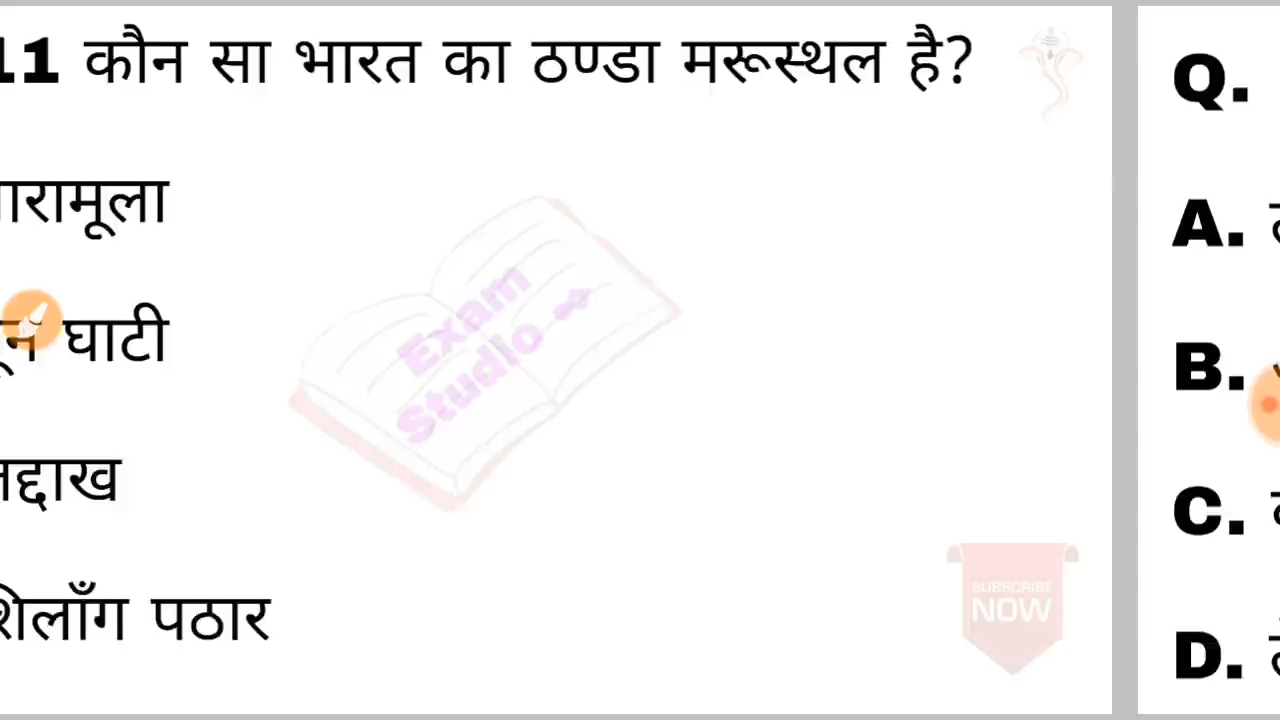 11 कौन सा भारत का ठण्डा मरूस्थल है?
घाटी
शिलाँग पठार
Exam
Studio
SUBSCRIBE
NOW
Q.
A.
B.
C.
D.